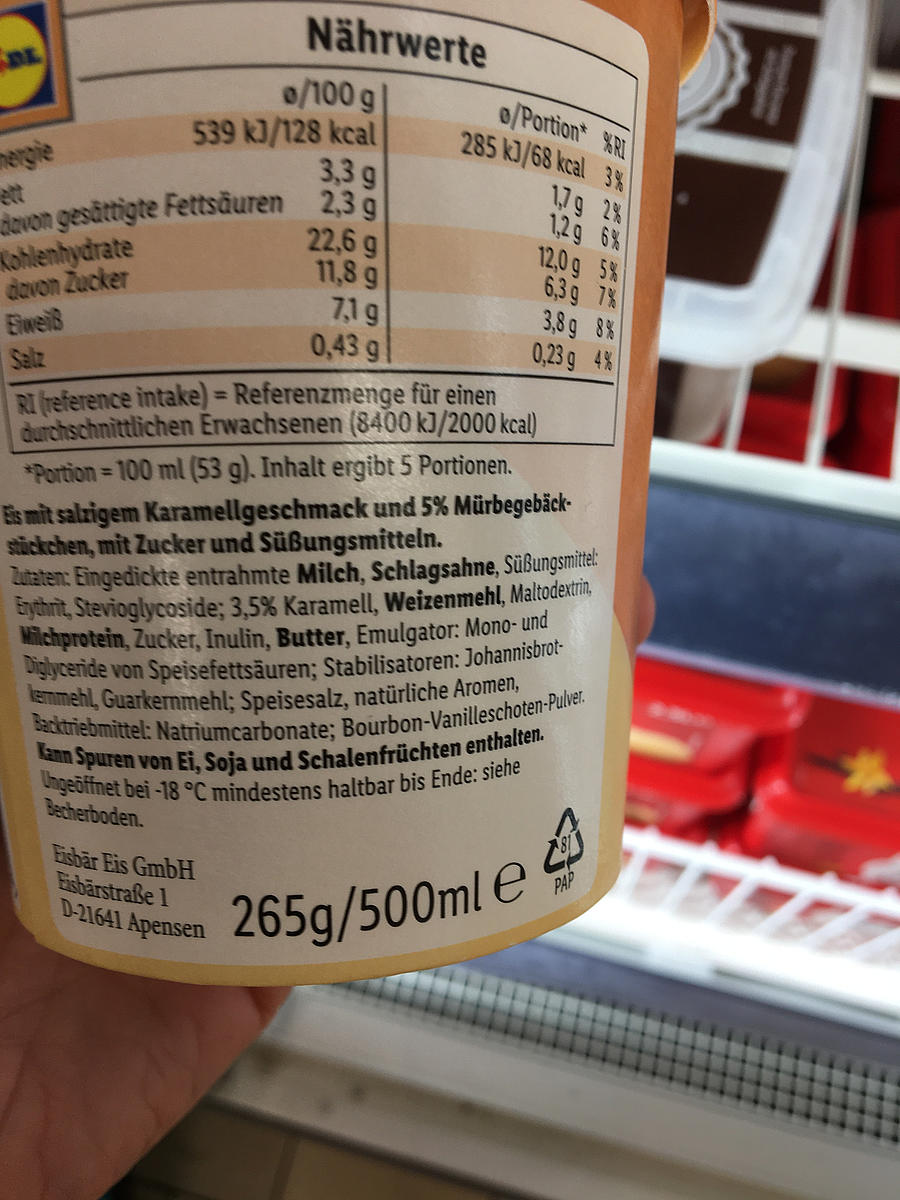 Nährwerte
ø/100 g ø/Portion* %RI
539 kJ/128 kcal 285 kJ/68 kcal 3%
3,3 g 1,7 g 2%
davon gesättigte Fettsäuren 2,3 g 1,2 g 6%
Kohlenhydrate 22,6 g 12,0 g 5%
davon Zucker 11,8 g 6,3 g 7%
Eiweiß 7,1 g 3,8 g 8%
Salz 0,43 g 0,23 g 4%
RI (reference intake) = Referenzmenge für einen
durchschnittlichen Erwachsenen (8400 kJ/2000 kcal)
*Portion = 100 ml (53 g). Inhalt ergibt 5 Portionen.
Eis mit salzigem Karamellgeschmack und 5% Mürbegebäck-
stückchen, mit Zucker und Süßungsmitteln.
Zutaten: Eingedickte entrahmte Milch, Schlagsahne, Süßungsmittel:
Erythrit, Stevioglycoside; 3,5% Karamell, Weizenmehl, Maltodextrin,
Milchprotein, Zucker, Inulin, Butter, Emulgator: Mono- und
Diglyceride von Speisefettsäuren; Stabilisatoren: Johannisbrot-
kernmehl, Guarkernmehl; Speisesalz, natürliche Aromen,
Backtriebmittel: Natriumcarbonate; Bourbon-Vanilleschoten-Pulver.
Kann Spuren von Ei, Soja und Schalenfrüchten enthalten.
Ungeöffnet bei -18 °C mindestens haltbar bis Ende: siehe
Becherboden.
Eisbär Eis GmbH
Eisbärstraße 1
D-21641 Apensen
265g/500ml e
81
PAP